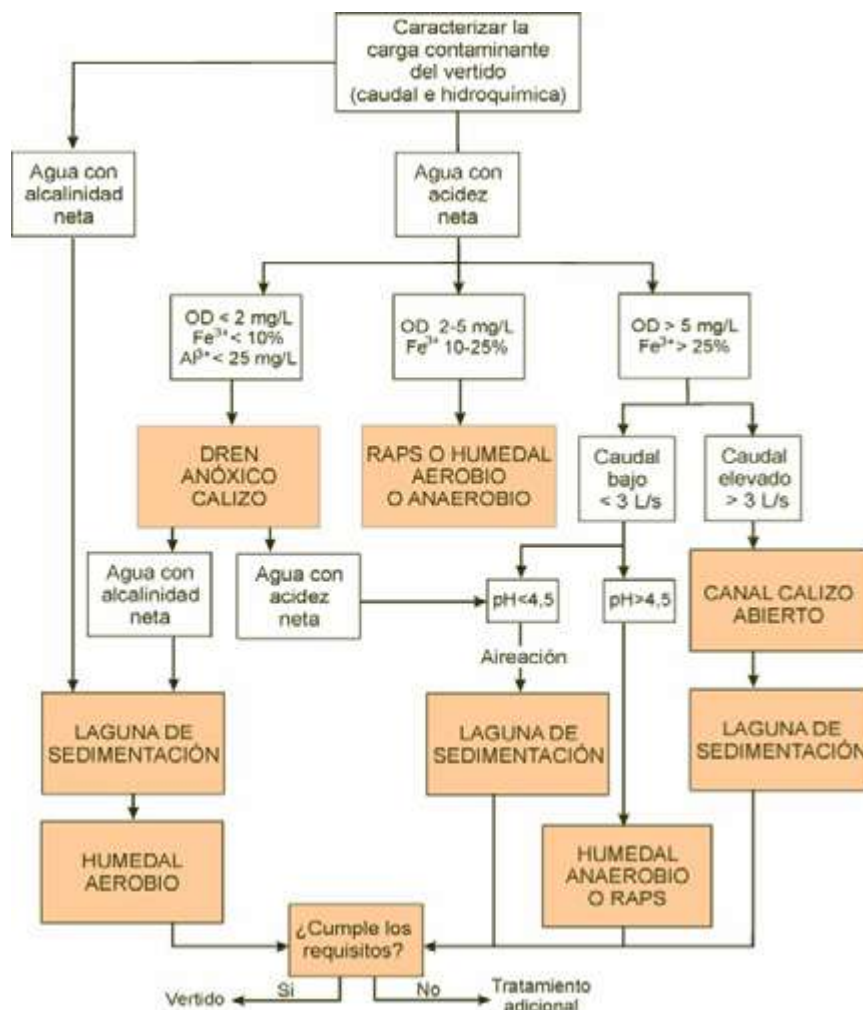 Caracterizar la
carga contaminante
del vertido
(caudal e hidroquímica)
Agua con
alcalinidad
neta
Agua con
acidez
neta
OD < 2 mg/L
Fe³⁺ < 10%
Al³⁺ < 25 mg/L
OD 2-5 mg/L
Fe³⁺ 10-25%
OD > 5 mg/L
Fe³⁺ > 25%
DREN
ANÓXICO
CALIZO
RAPS O HUMEDAL
AEROBIO
O ANAEROBIO
Caudal
bajo
< 3 L/s
Caudal
elevado
> 3 L/s
Agua con
alcalinidad
neta
Agua con
acidez
neta
pH<4,5
pH>4,5
CANAL CALIZO
ABIERTO
Aireación
LAGUNA DE
SEDIMENTACIÓN
LAGUNA DE
SEDIMENTACIÓN
LAGUNA DE
SEDIMENTACIÓN
HUMEDAL
AEROBIO
HUMEDAL
ANAEROBIO
O RAPS
¿Cumple los
requisitos?
Vertido
Si
No
Tratamiento
adicional